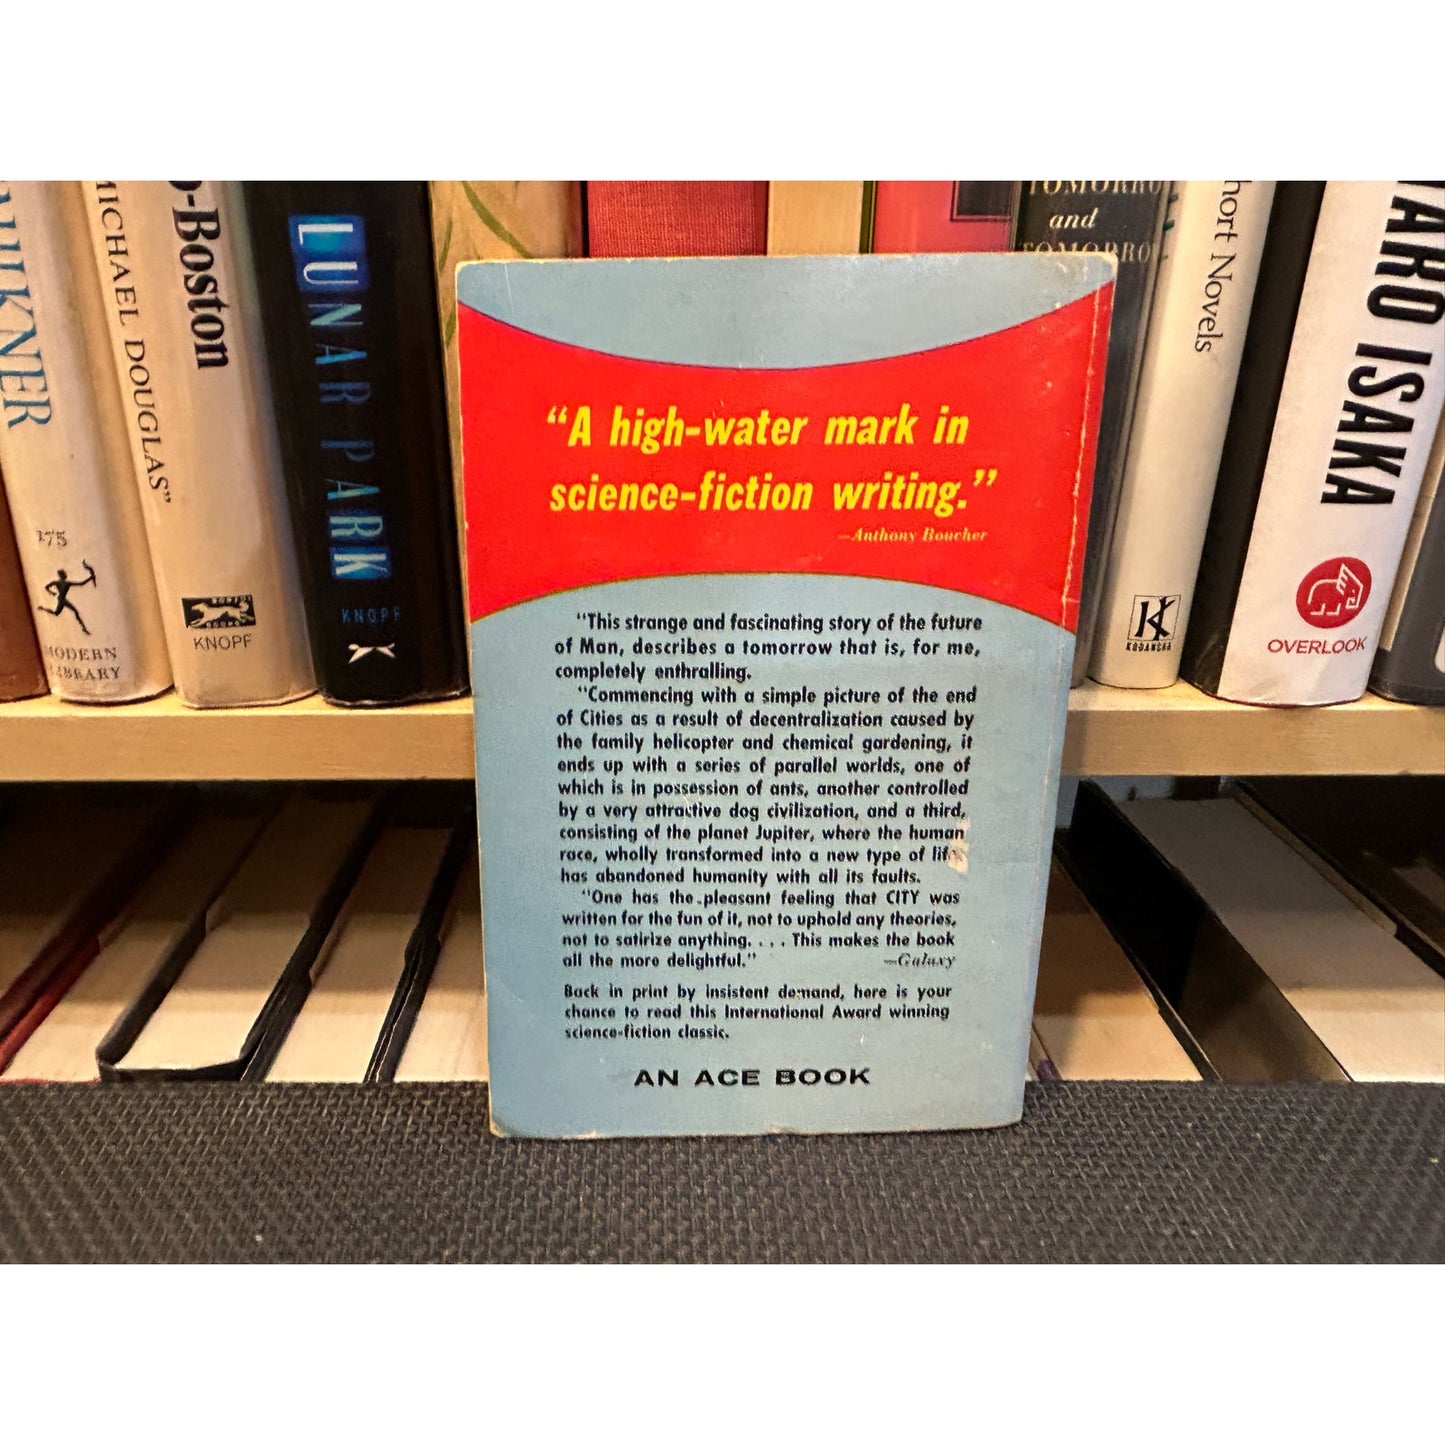 AULKNER
175
MODERN
LIBRARY
MICHAEL DOUGLAS"
KNOPF
O-Boston
LUNAR PARK
KNOPF
TOMORRO
and
TOMORRO
hort Novels
K
KODANSHA
TARO ISAKA
OVERLOOK
"A high-water mark in
science-fiction writing."
—Anthony Boucher
"This strange and fascinating story of the future
of Man, describes a tomorrow that is, for me,
completely enthralling.
"Commencing with a simple picture of the end
of Cities as a result of decentralization caused by
the family helicopter and chemical gardening, it
ends up with a series of parallel worlds, one of
which is in possession of ants, another controlled
by a very attractive dog civilization, and a third,
consisting of the planet Jupiter, where the human
race, wholly transformed into a new type of life
has abandoned humanity with all its faults.
"One has the pleasant feeling that CITY was
written for the fun of it, not to uphold any theories,
not to satirize anything. . . . This makes the book
all the more delightful."
—Galaxy
Back in print by insistent demand, here is your
chance to read this International Award winning
science-fiction classic.
AN ACE BOOK